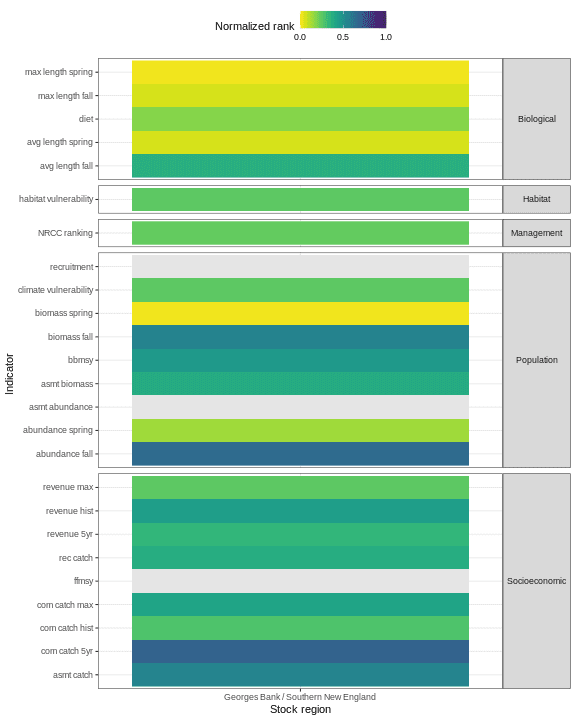 Normalized rank
0.0 0.5 1.0
max length spring
max length fall
diet
avg length spring
avg length fall
Biological
habitat vulnerability
Habitat
NRCC ranking
Management
recruitment
climate vulnerability
biomass spring
biomass fall
bbmsy
asmt biomass
asmt abundance
abundance spring
abundance fall
Population
revenue max
revenue hist
revenue 5yr
rec catch
ffmsy
com catch max
com catch hist
com catch 5yr
asmt catch
Socioeconomic
Indicator
Georges Bank / Southern New England
Stock region